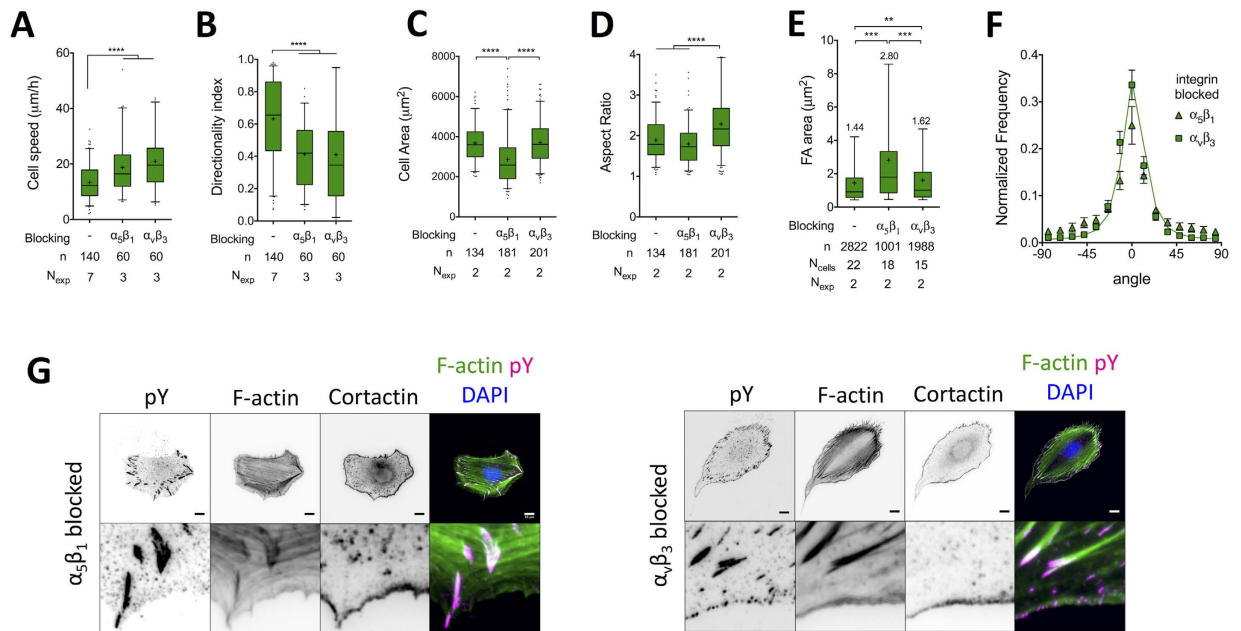 A
Cell speed (μm/h)
60
40
20
0
****
Blocking - α5β1 αvβ3
n 140 60 60
Nexp 7 3 3
B
Directionality index
1.0
0.8
0.6
0.4
0.2
0.0
****
Blocking - α5β1 αvβ3
n 140 60 60
Nexp 7 3 3
C
Cell Area (μm²)
8000
6000
4000
2000
0
**** ****
Blocking - α5β1 αvβ3
n 134 181 201
Nexp 2 2 2
D
Aspect Ratio
4
3
2
1
0
****
Blocking - α5β1 αvβ3
n 134 181 201
Nexp 2 2 2
E
FA area (μm²)
10
8
6
4
2
0
**
*** ***
2.80
1.44
1.62
Blocking - α5β1 αvβ3
n 2822 1001 1988
Ncells 22 18 15
Nexp 2 2 2
F
Normalized Frequency
0.4
0.3
0.2
0.1
0.0
-90 -45 0 45 90
angle
integrin
blocked
α5β1
αvβ3
G
F-actin pY
pY F-actin Cortactin DAPI
α5β1 blocked
F-actin pY
pY F-actin Cortactin DAPI
αvβ3 blocked